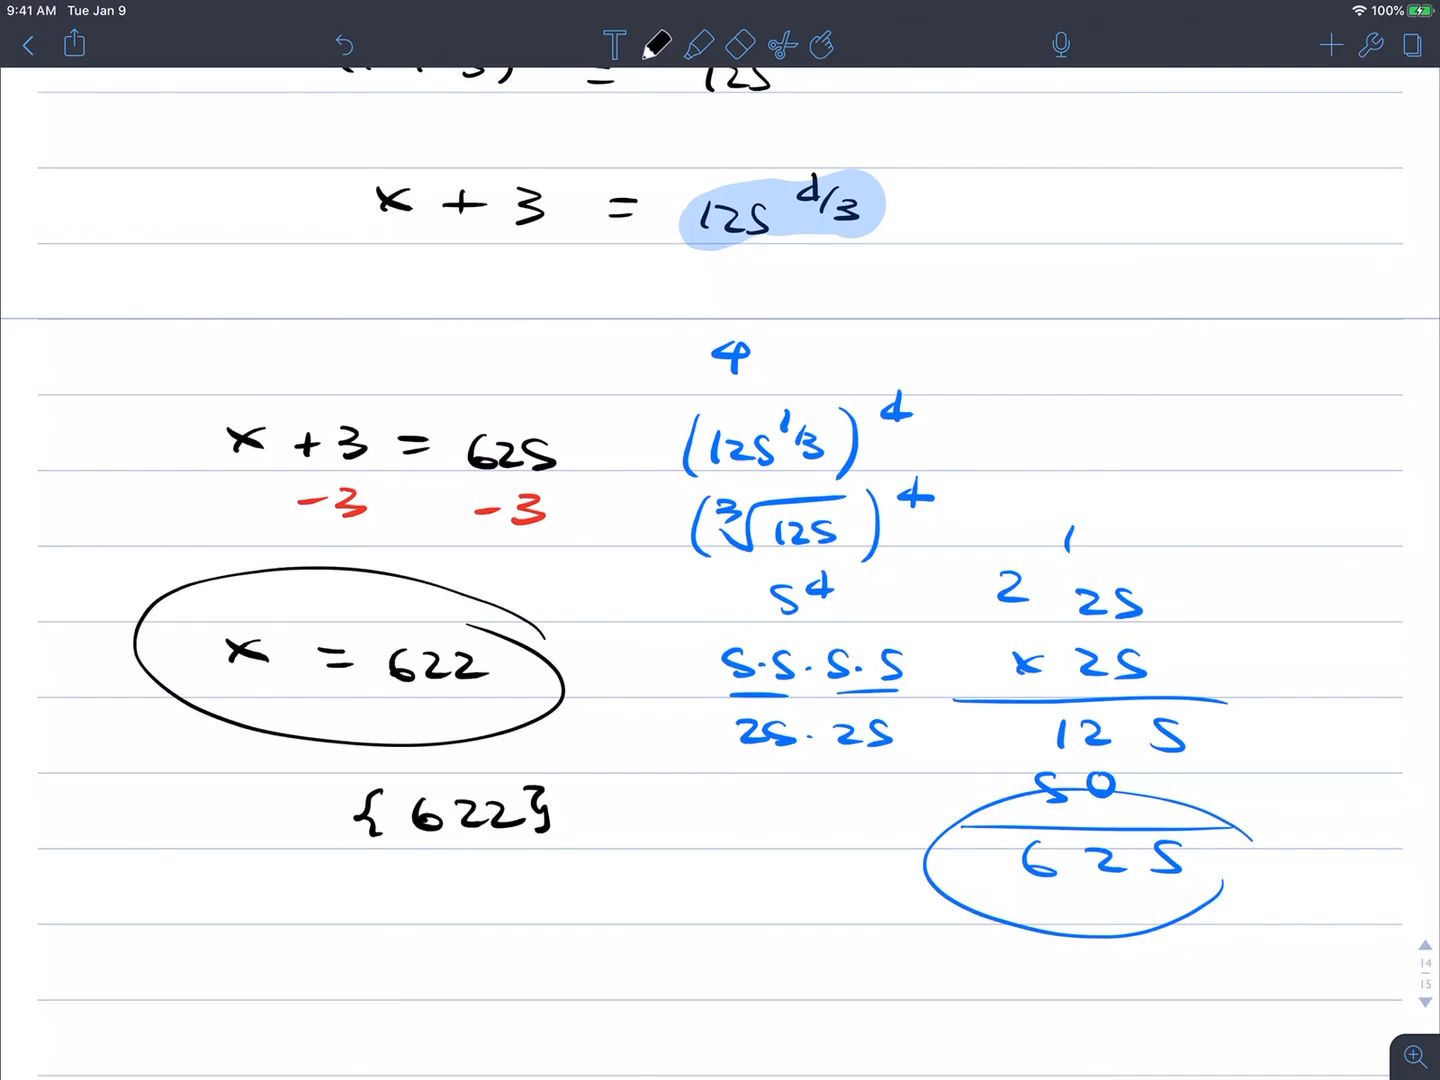 9:41 AM Tue Jan 9
100%
T
= 125
x + 3 = 125^4/3
4
x + 3 = 625
(125^1/3)^4
-3 -3
(∛125)^4
1
5^4
2 25
x = 622
5·5·5·5
x 25
25·25
12 5
{622}
50
625
14
15